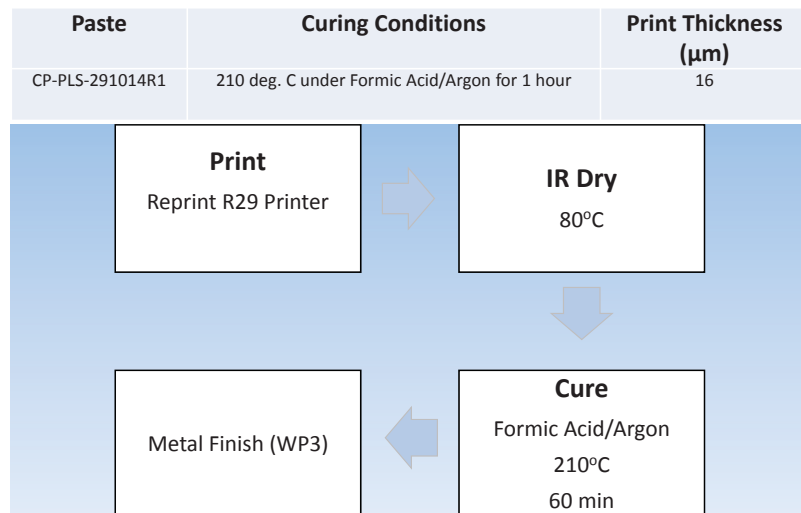 Paste Curing Conditions Print Thickness
(µm)
CP-PLS-291014R1 210 deg. C under Formic Acid/Argon for 1 hour 16
Print
Reprint R29 Printer
IR Dry
80°C
Cure
Formic Acid/Argon
210°C
60 min
Metal Finish (WP3)